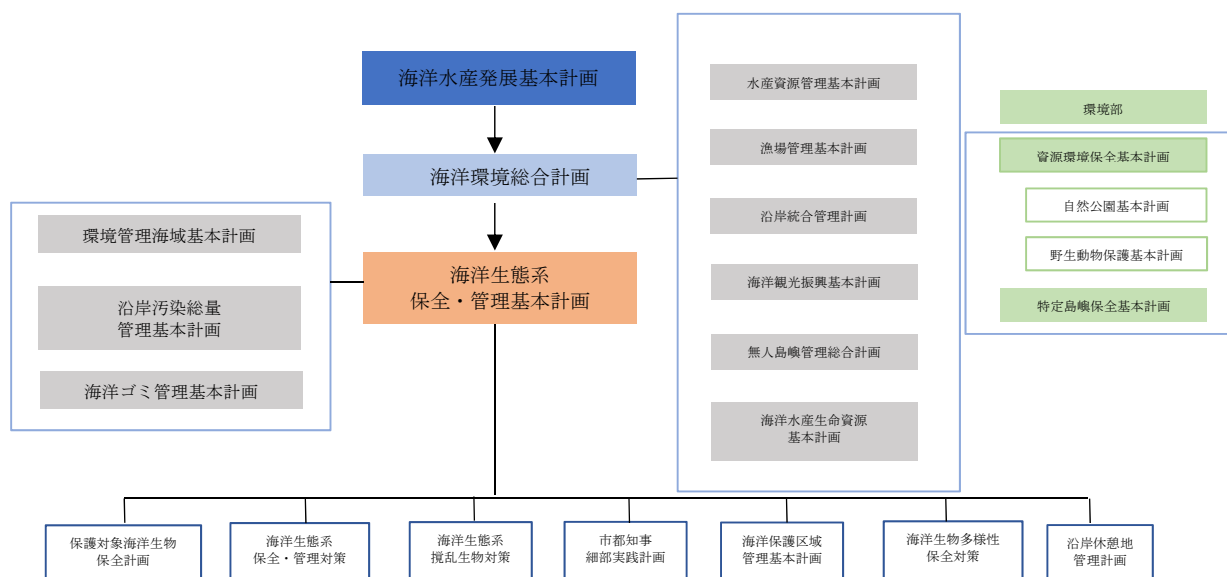 海洋水産発展基本計画
海洋環境総合計画
海洋生態系
保全・管理基本計画
環境管理海域基本計画
沿岸汚染総量
管理基本計画
海洋ゴミ管理基本計画
水産資源管理基本計画
漁場管理基本計画
沿岸統合管理計画
海洋観光振興基本計画
無人島嶼管理総合計画
海洋水産生命資源
基本計画
環境部
資源環境保全基本計画
自然公園基本計画
野生動物保護基本計画
特定島嶼保全基本計画
保護対象海洋生物
保全計画
海洋生態系
保全・管理対策
海洋生態系
撹乱生物対策
市都知事
細部実践計画
海洋保護区域
管理基本計画
海洋生物多様性
保全対策
沿岸休憩地
管理計画